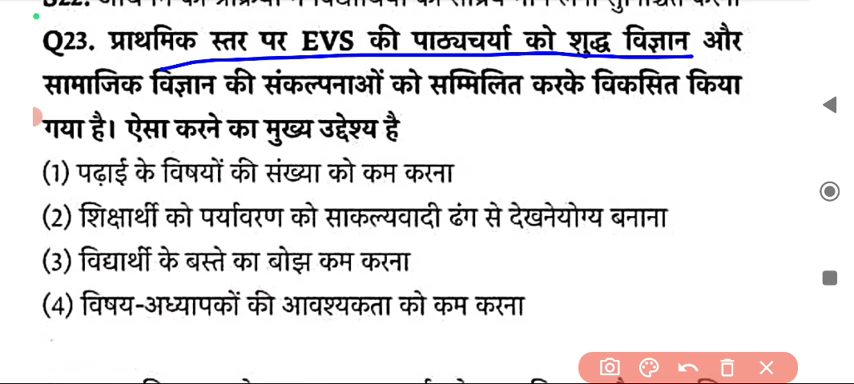 Q23. प्राथमिक स्तर पर EVS की पाठ्यचर्या को शुद्ध विज्ञान और
सामाजिक विज्ञान की संकल्पनाओं को सम्मिलित करके विकसित किया
गया है। ऐसा करने का मुख्य उद्देश्य है
(1) पढ़ाई के विषयों की संख्या को कम करना
(2) शिक्षार्थी को पर्यावरण को साकल्यवादी ढंग से देखनेयोग्य बनाना
(3) विद्यार्थी के बस्ते का बोझ कम करना
(4) विषय-अध्यापकों की आवश्यकता को कम करना